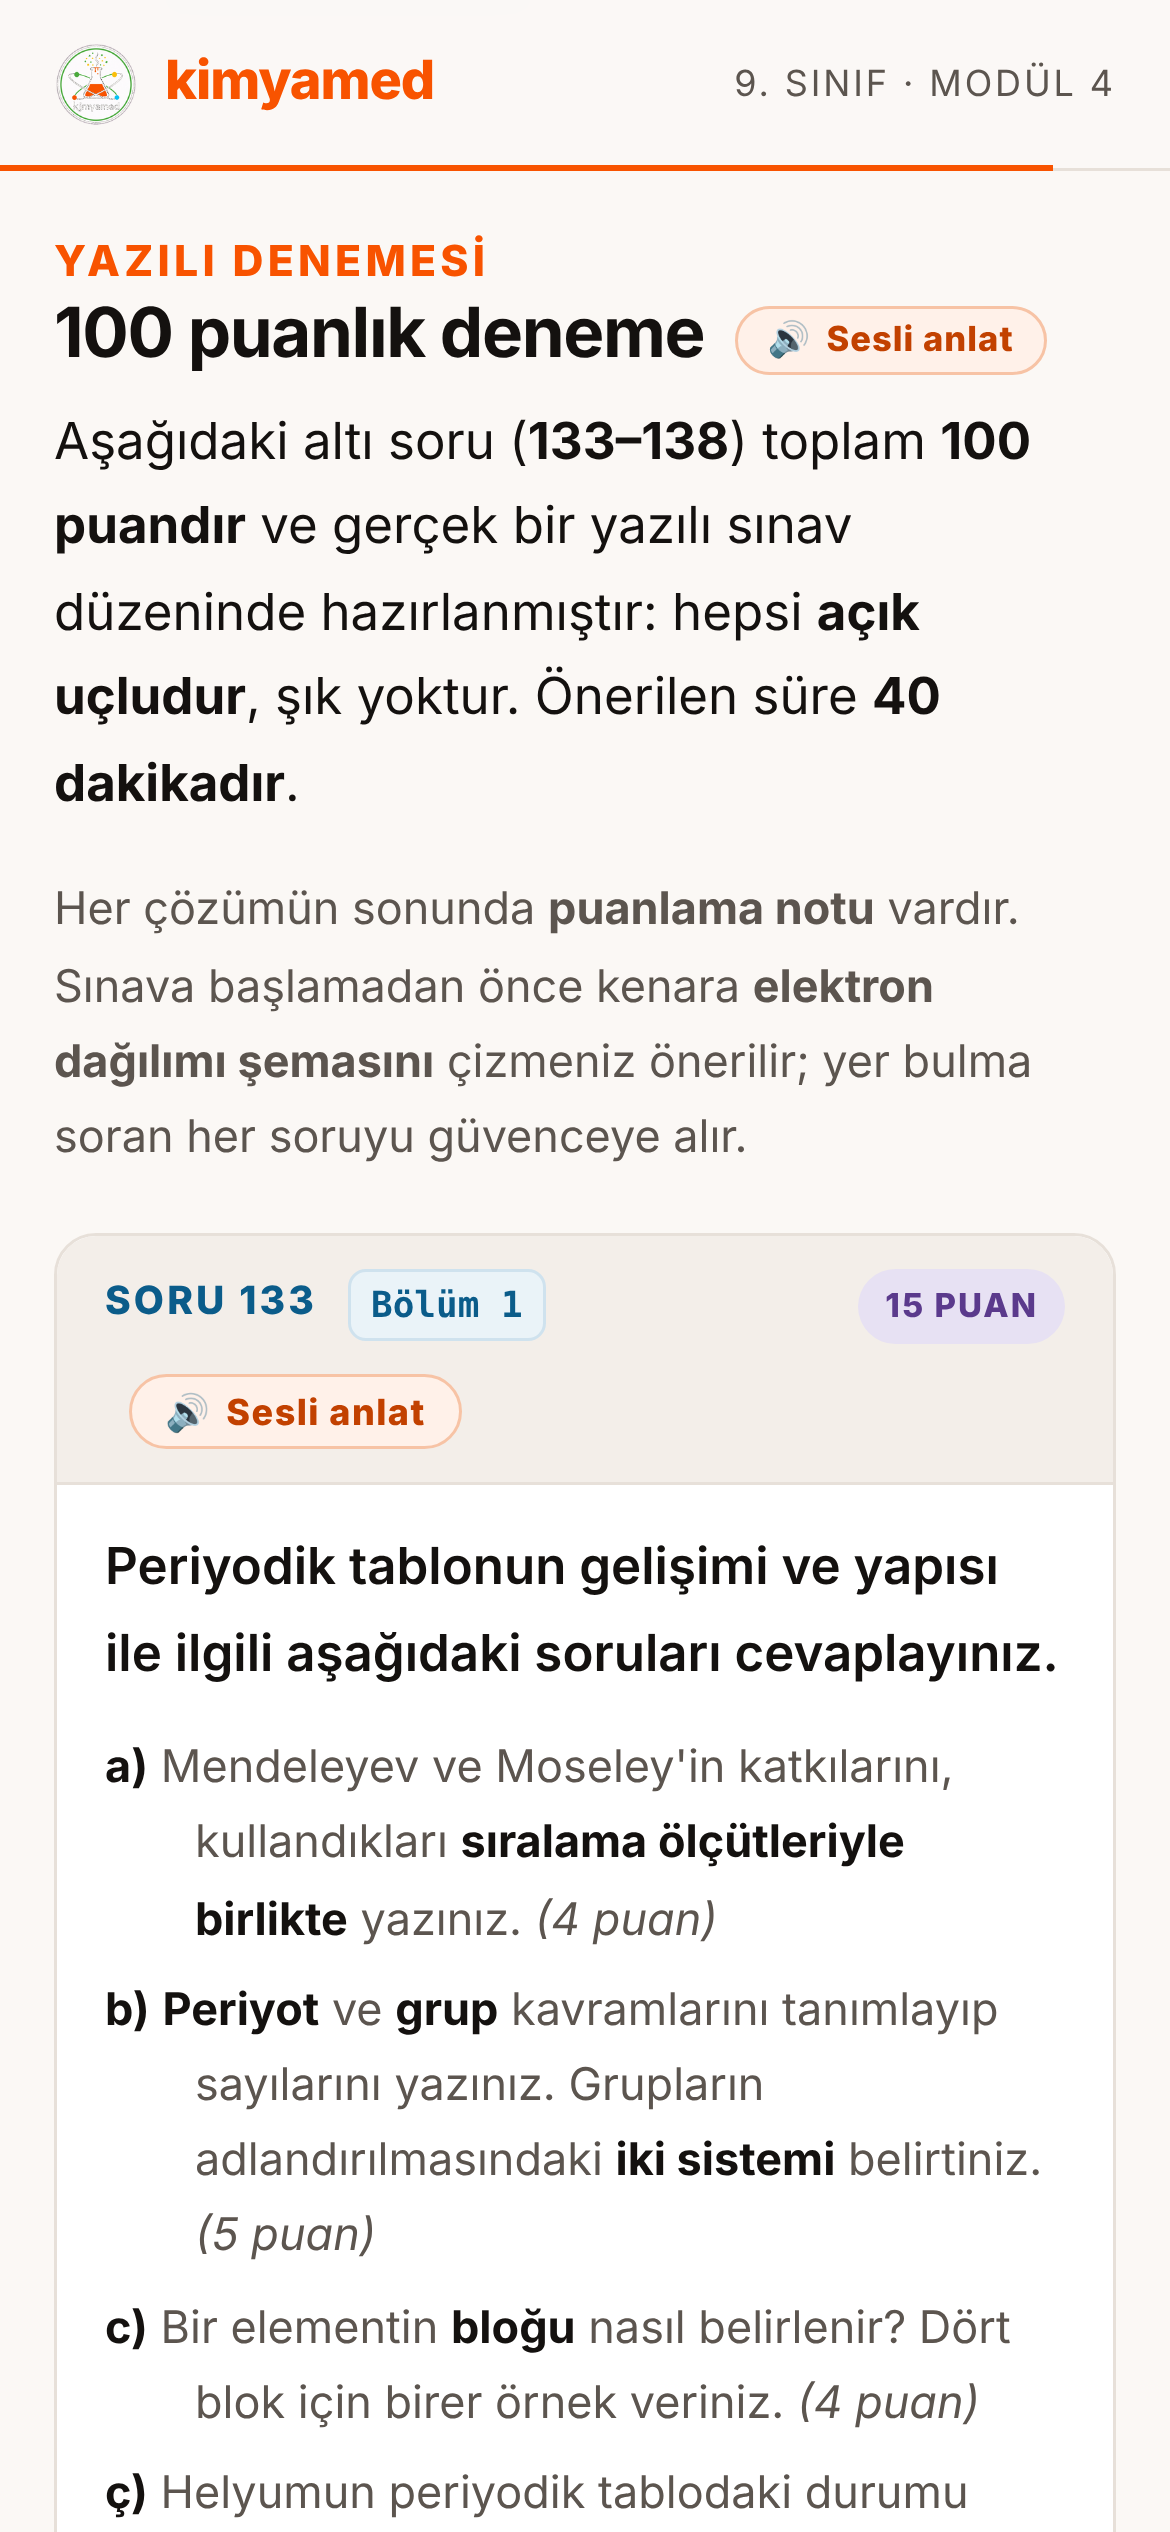 kimyamed
kimyamed
9. SINIF · MODÜL 4
YAZILI DENEMESİ
100 puanlık deneme
Sesli anlat
Aşağıdaki altı soru (133–138) toplam 100
puandır ve gerçek bir yazılı sınav
düzeninde hazırlanmıştır: hepsi açık
uçludur, şık yoktur. Önerilen süre 40
dakikadır.
Her çözümün sonunda puanlama notu vardır.
Sınava başlamadan önce kenara elektron
dağılımı şemasını çizmeniz önerilir; yer bulma
soran her soruyu güvenceye alır.
SORU 133
Bölüm 1
15 PUAN
Sesli anlat
Periyodik tablonun gelişimi ve yapısı
ile ilgili aşağıdaki soruları cevaplayınız.
a) Mendeleyev ve Moseley'in katkılarını,
kullandıkları sıralama ölçütleriyle
birlikte yazınız. (4 puan)
b) Periyot ve grup kavramlarını tanımlayıp
sayılarını yazınız. Grupların
adlandırılmasındaki iki sistemi belirtiniz.
(5 puan)
c) Bir elementin bloğu nasıl belirlenir? Dört
blok için birer örnek veriniz. (4 puan)
ç) Helyumun periyodik tablodaki durumu